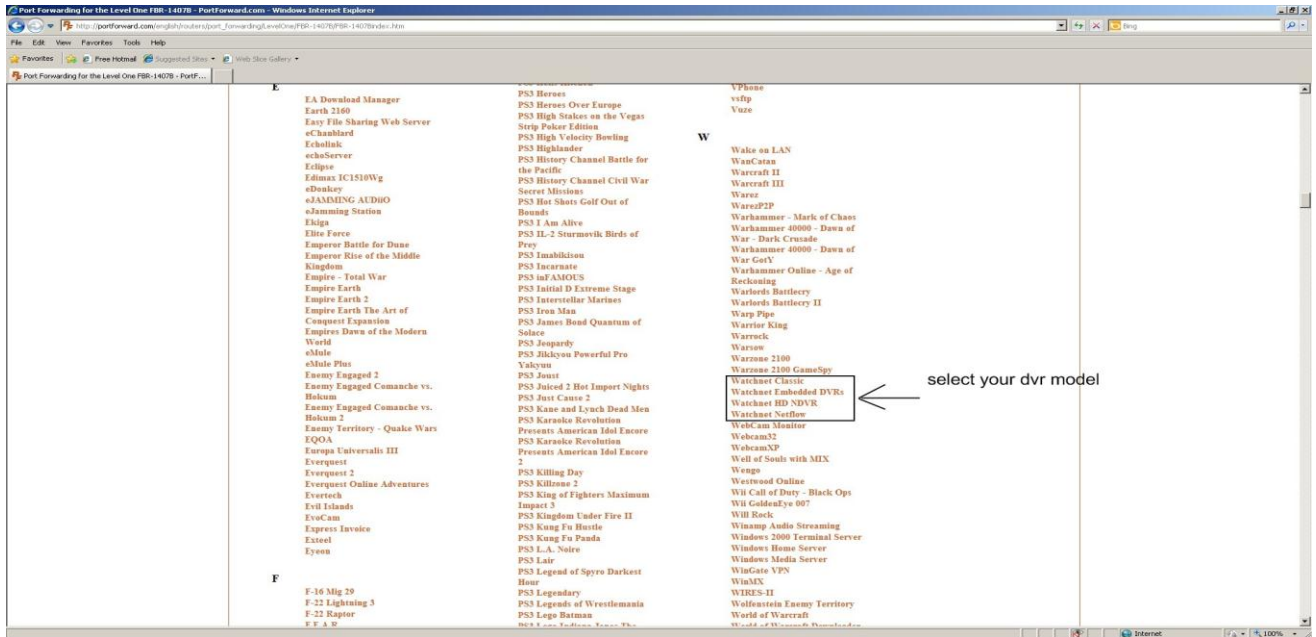 Port Forwarding for the Level One FBR-1407B - PortForward.com - Windows Internet Explorer
http://portforward.com/english/routers/port_forwarding/LevelOne/FBR-1407B/FBR-1407Bindex.htm
Bing
File Edit View Favorites Tools Help
Favorites Free Hotmail Suggested Sites Web Slice Gallery
Port Forwarding for the Level One FBR-1407B - PortF...
E
EA Download Manager
Earth 2160
Easy File Sharing Web Server
eChanblard
Echolink
echoServer
Eclipse
Edimax IC1510Wg
eDonkey
eJAMMING AUDiiO
eJamming Station
Ekiga
Elite Force
Emperor Battle for Dune
Emperor Rise of the Middle
Kingdom
Empire - Total War
Empire Earth
Empire Earth 2
Empire Earth The Art of
Conquest Expansion
Empires Dawn of the Modern
World
eMule
eMule Plus
Enemy Engaged 2
Enemy Engaged Comanche vs.
Hokum
Enemy Engaged Comanche vs.
Hokum 2
Enemy Territory - Quake Wars
EQOA
Europa Universalis III
Everquest
Everquest 2
Everquest Online Adventures
Evertech
Evil Islands
EvoCam
Express Invoice
Exteel
Eyeon
F
F-16 Mig 29
F-22 Lightning 3
F-22 Raptor
F.E.A.R
PS3 Heroes
PS3 Heroes Over Europe
PS3 High Stakes on the Vegas
Strip Poker Edition
PS3 High Velocity Bowling
PS3 Highlander
PS3 History Channel Battle for
the Pacific
PS3 History Channel Civil War
Secret Missions
PS3 Hot Shots Golf Out of
Bounds
PS3 I Am Alive
PS3 IL-2 Sturmovik Birds of
Prey
PS3 Imabikisou
PS3 Incarnate
PS3 inFAMOUS
PS3 Initial D Extreme Stage
PS3 Interstellar Marines
PS3 Iron Man
PS3 James Bond Quantum of
Solace
PS3 Jeopardy
PS3 Jikkyou Powerful Pro
Yakyuu
PS3 Joust
PS3 Juiced 2 Hot Import Nights
PS3 Just Cause 2
PS3 Kane and Lynch Dead Men
PS3 Karaoke Revolution
Presents American Idol Encore
PS3 Karaoke Revolution
Presents American Idol Encore
2
PS3 Killing Day
PS3 Killzone 2
PS3 King of Fighters Maximum
Impact 3
PS3 Kingdom Under Fire II
PS3 Kung Fu Hustle
PS3 Kung Fu Panda
PS3 L.A. Noire
PS3 Lair
PS3 Legend of Spyro Darkest
Hour
PS3 Legendary
PS3 Legends of Wrestlemania
PS3 Lego Batman
PS3 Lego Indiana Jones The
VPhone
vsftp
Vuze
W
Wake on LAN
WanCatan
Warcraft II
Warcraft III
Warez
WarezP2P
Warhammer - Mark of Chaos
Warhammer 40000 - Dawn of
War - Dark Crusade
Warhammer 40000 - Dawn of
War GotY
Warhammer Online - Age of
Reckoning
Warlords Battlecry
Warlords Battlecry II
Warp Pipe
Warrior King
Warrock
Warsow
Warzone 2100
Warzone 2100 GameSpy
Watchnet Classic
Watchnet Embedded DVRs
Watchnet HD NDVR
Watchnet Netflow
WebCam Monitor
Webcam32
WebcamXP
Well of Souls with MIX
Wengo
Westwood Online
Wii Call of Duty - Black Ops
Wii GoldenEye 007
Will Rock
Winamp Audio Streaming
Windows 2000 Terminal Server
Windows Home Server
Windows Media Server
WinGate VPN
WinMX
WIRES-II
Wolfenstein Enemy Territory
World of Warcraft
World of Warcraft Downloader
select your dvr model
Internet
100%